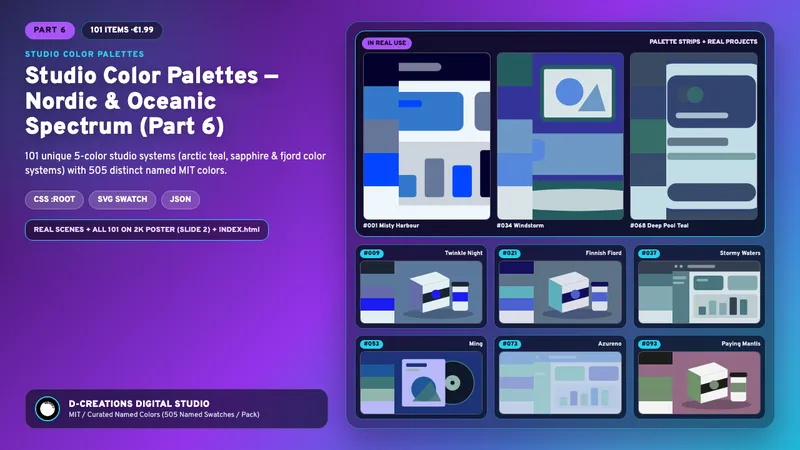 PART 6
101 ITEMS · €1.99
STUDIO COLOR PALETTES
Studio Color Palettes —
Nordic & Oceanic
Spectrum (Part 6)
101 unique 5-color studio systems (arctic teal, sapphire & fjord color
systems) with 505 distinct named MIT colors.
CSS :ROOT
SVG SWATCH
JSON
REAL SCENES + ALL 101 ON 2K POSTER (SLIDE 2) + INDEX.html
D-CREATIONS DIGITAL STUDIO
MIT / Curated Named Colors (505 Named Swatches / Pack)
IN REAL USE
PALETTE STRIPS + REAL PROJECTS
#001 Misty Harbour
#034 Windstorm
#068 Deep Pool Teal
#009
Twinkle Night
#021
Finnish Fiord
#037
Stormy Waters
#053
Ming
#073
Azureno
#093
Paying Mantis